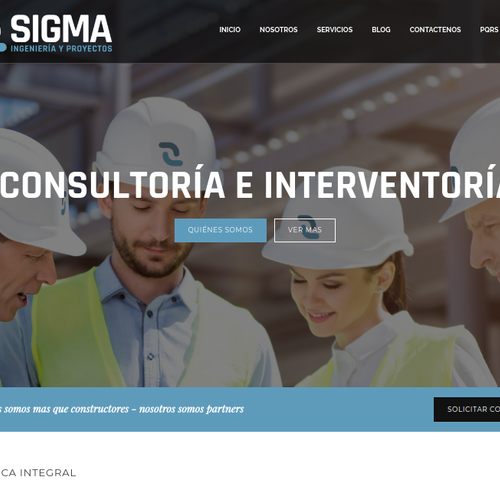 SIGMA
INGENIERÍA Y PROYECTOS
INICIO NOSOTROS SERVICIOS BLOG CONTACTENOS PQRS
CONSULTORÍA E INTERVENTORÍA
QUIÉNES SOMOS VER MAS
somos mas que constructores – nosotros somos partners
SOLICITAR CO
CA INTEGRAL